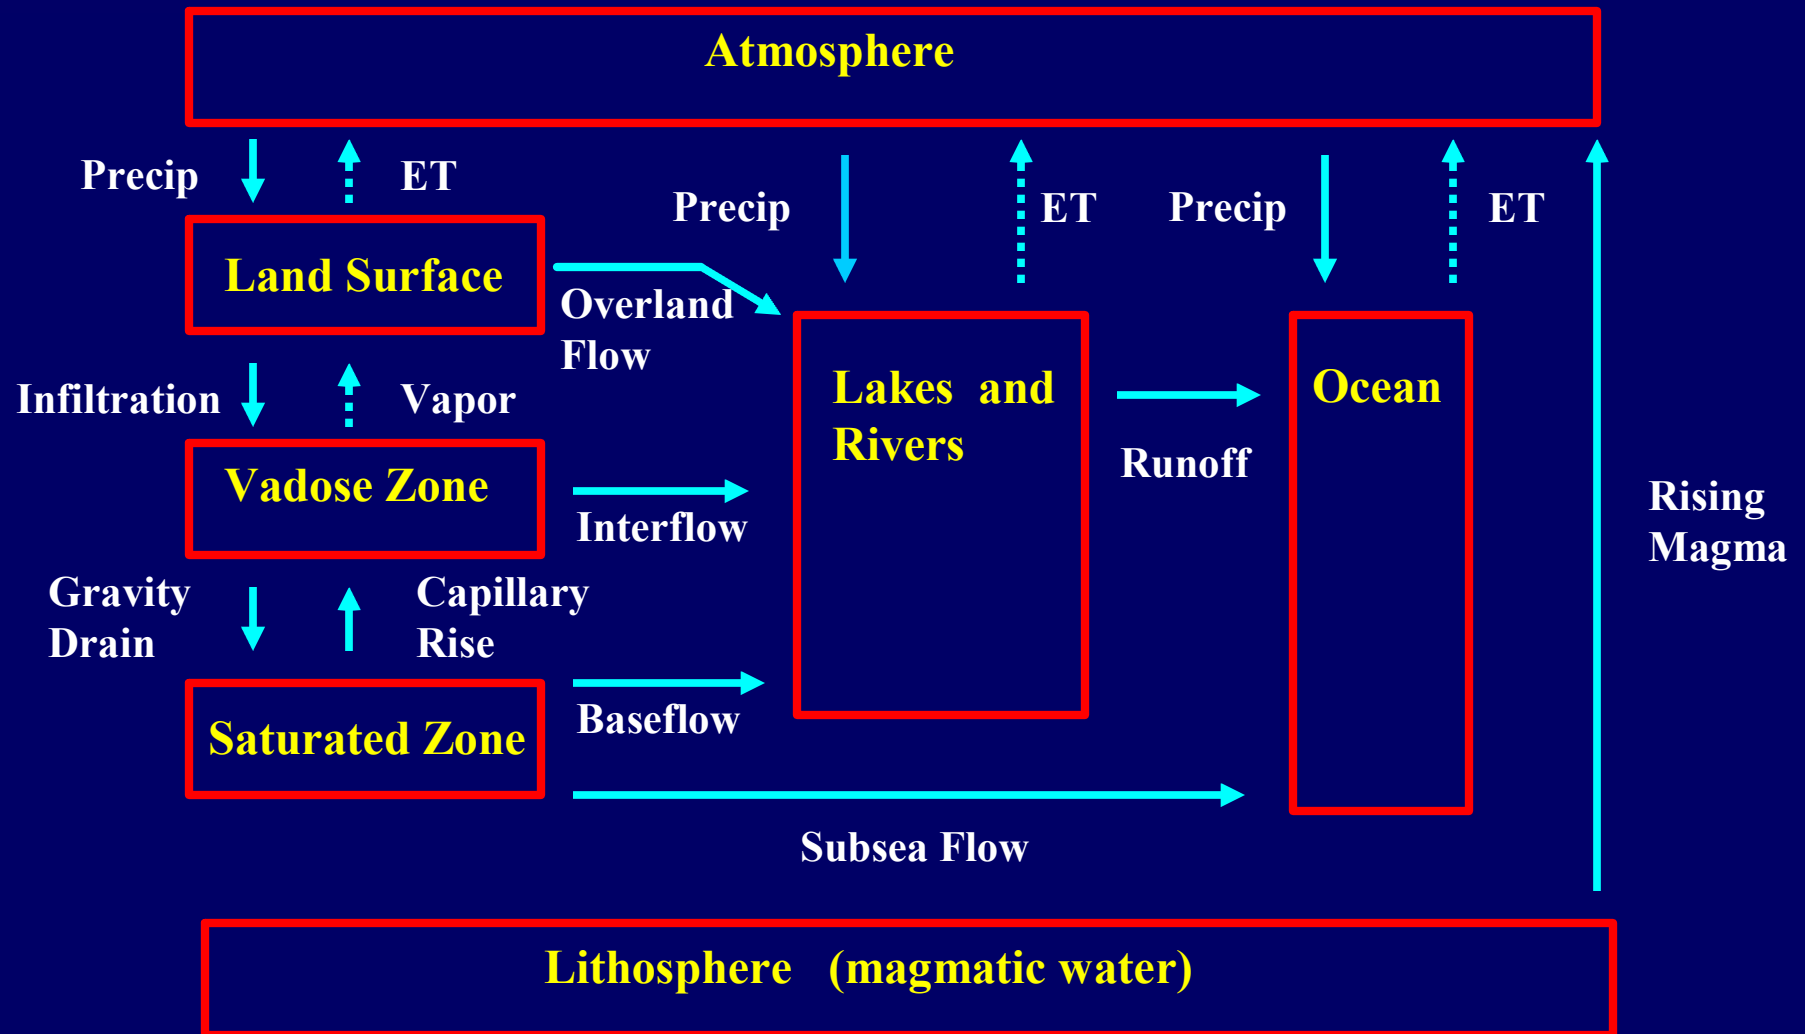 Atmosphere
Precip
ET
Precip
ET
Precip
ET
Land Surface
Overland
Flow
Infiltration
Vapor
Lakes and
Rivers
Ocean
Runoff
Vadose Zone
Interflow
Rising
Magma
Gravity
Drain
Capillary
Rise
Baseflow
Saturated Zone
Subsea Flow
Lithosphere (magmatic water)